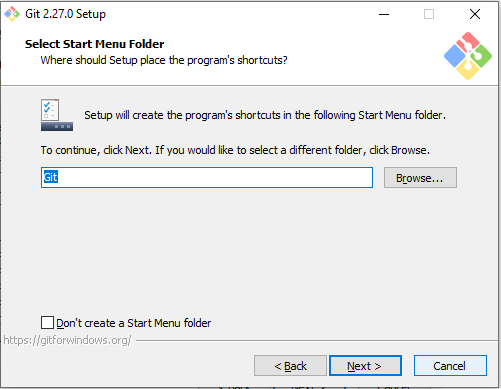 Git 2.27.0 Setup
Select Start Menu Folder
Where should Setup place the program's shortcuts?
Setup will create the program's shortcuts in the following Start Menu folder.
To continue, click Next. If you would like to select a different folder, click Browse.
Git
Browse...
Don't create a Start Menu folder
https://gitforwindows.org/
< Back
Next >
Cancel